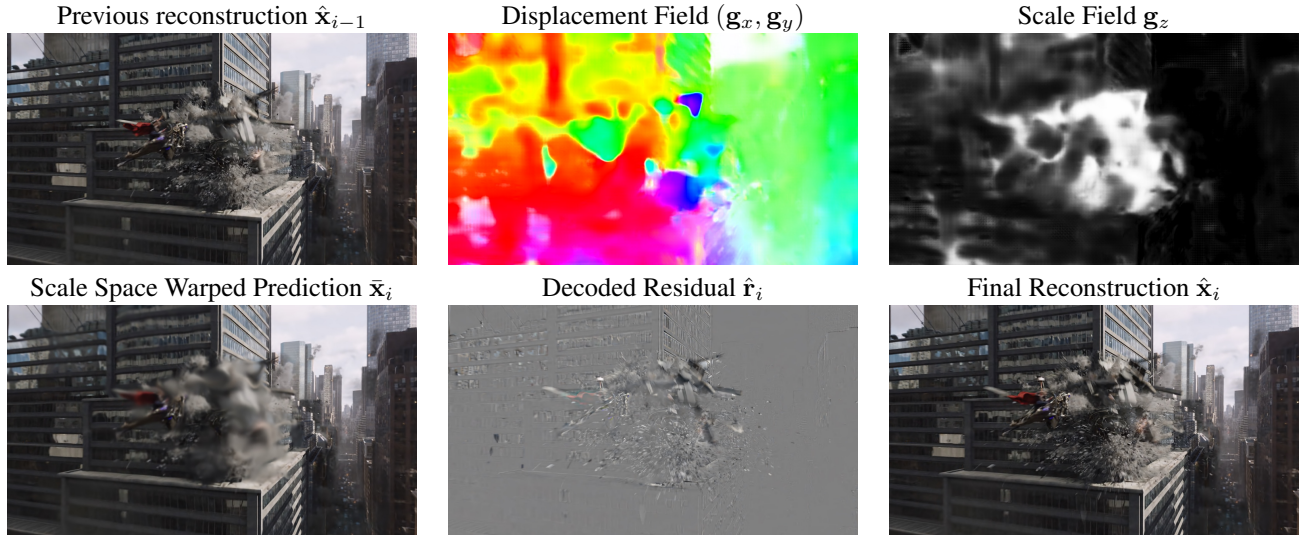 Previous reconstruction x̂ᵢ₋₁
Displacement Field (gₓ, gᵧ)
Scale Field g_z
Scale Space Warped Prediction x̄ᵢ
Decoded Residual r̂ᵢ
Final Reconstruction x̂ᵢ